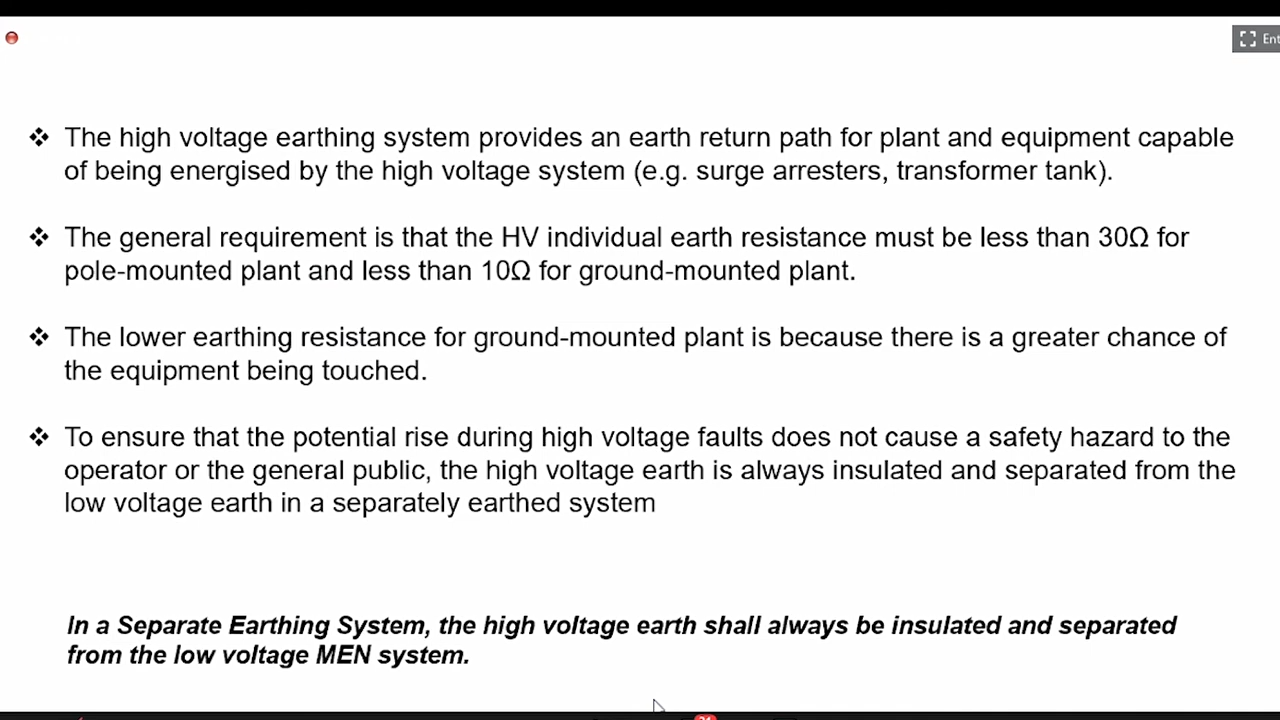 Ent
❖ The high voltage earthing system provides an earth return path for plant and equipment capable
of being energised by the high voltage system (e.g. surge arresters, transformer tank).
❖ The general requirement is that the HV individual earth resistance must be less than 30Ω for
pole-mounted plant and less than 10Ω for ground-mounted plant.
❖ The lower earthing resistance for ground-mounted plant is because there is a greater chance of
the equipment being touched.
❖ To ensure that the potential rise during high voltage faults does not cause a safety hazard to the
operator or the general public, the high voltage earth is always insulated and separated from the
low voltage earth in a separately earthed system
In a Separate Earthing System, the high voltage earth shall always be insulated and separated
from the low voltage MEN system.